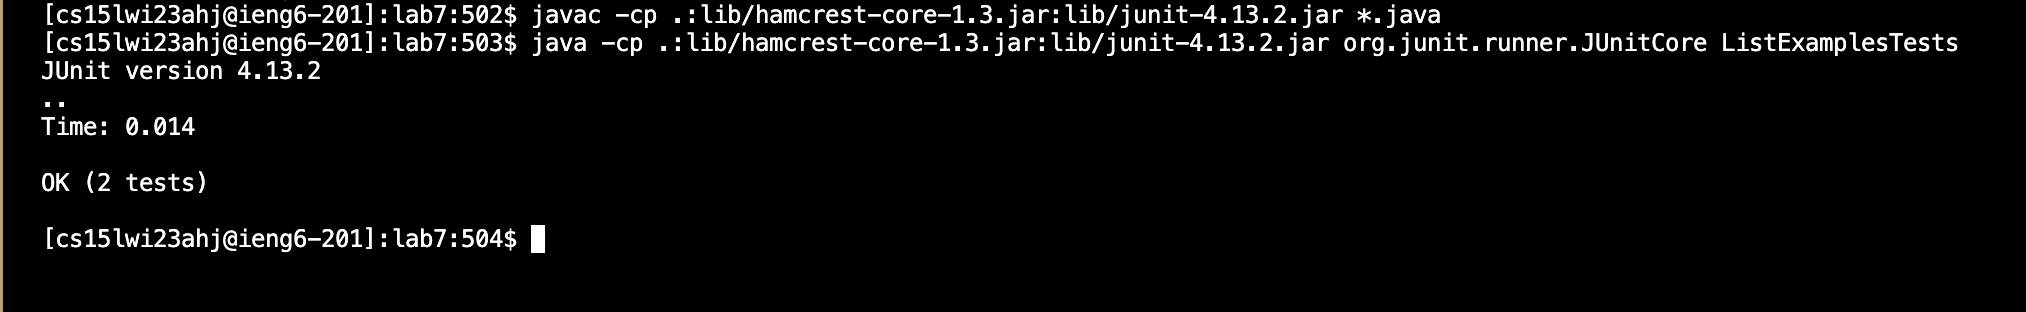 [cs15lwi23ahj@ieng6-201]:lab7:502$ javac -cp .:lib/hamcrest-core-1.3.jar:lib/junit-4.13.2.jar *.java
[cs15lwi23ahj@ieng6-201]:lab7:503$ java -cp .:lib/hamcrest-core-1.3.jar:lib/junit-4.13.2.jar org.junit.runner.JUnitCore ListExamplesTests
JUnit version 4.13.2
..
Time: 0.014
OK (2 tests)
[cs15lwi23ahj@ieng6-201]:lab7:504$